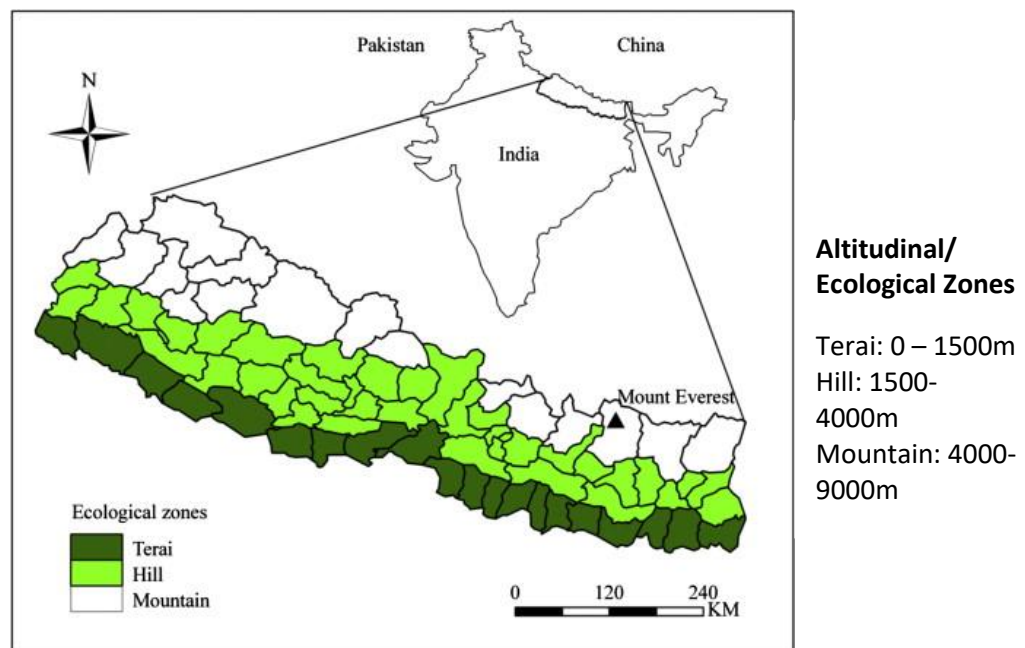 Pakistan
China
N
India
Mount Everest
Ecological zones
Terai
Hill
Mountain
0 120 240
KM
Altitudinal/
Ecological Zones
Terai: 0 – 1500m
Hill: 1500-
4000m
Mountain: 4000-
9000m